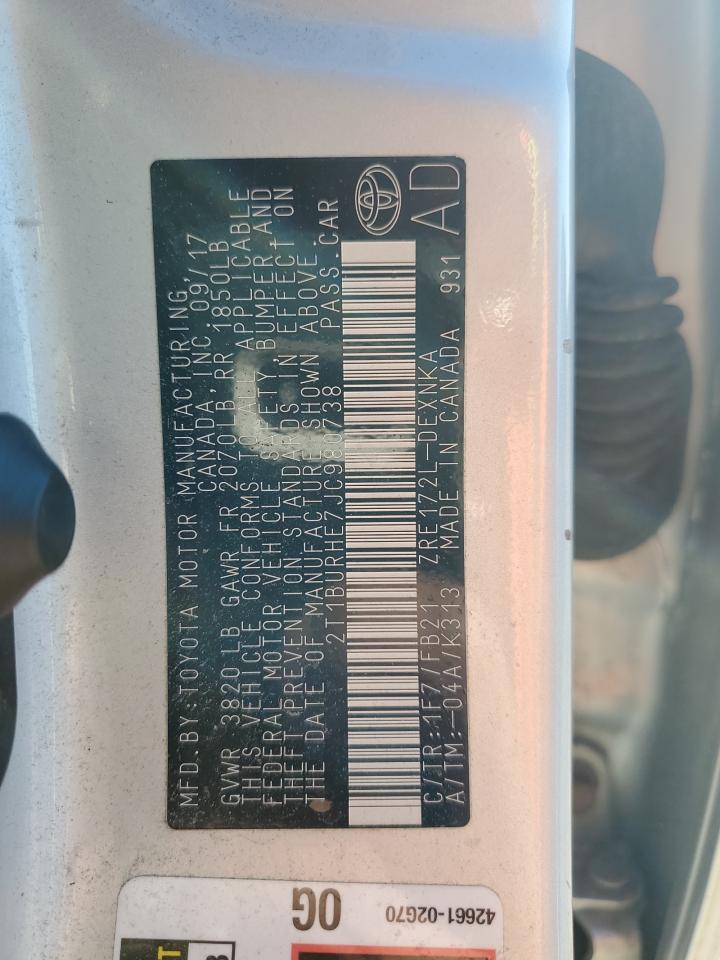 MFD.BY:TOYOTA MOTOR MANUFACTURING,
CANADA, INC. 09/17
GVWR 3820 LB GAWR FR 2070 LB RR 1850LB
THIS VEHICLE CONFORMS TO ALL APPLICABLE
FEDERAL MOTOR VEHICLE SAFETY, BUMPER, AND
THEFT PREVENTION STANDARDS IN EFFECT ON
THE DATE OF MANUFACTURE SHOWN ABOVE.
2T1BURHE7JC980738 PASS.CAR
C/TR:1F7/FB21 ZRE172L-DEXNKA
A/TM:-04A/K313 MADE IN CANADA 931
AD
42661-02G70
0G